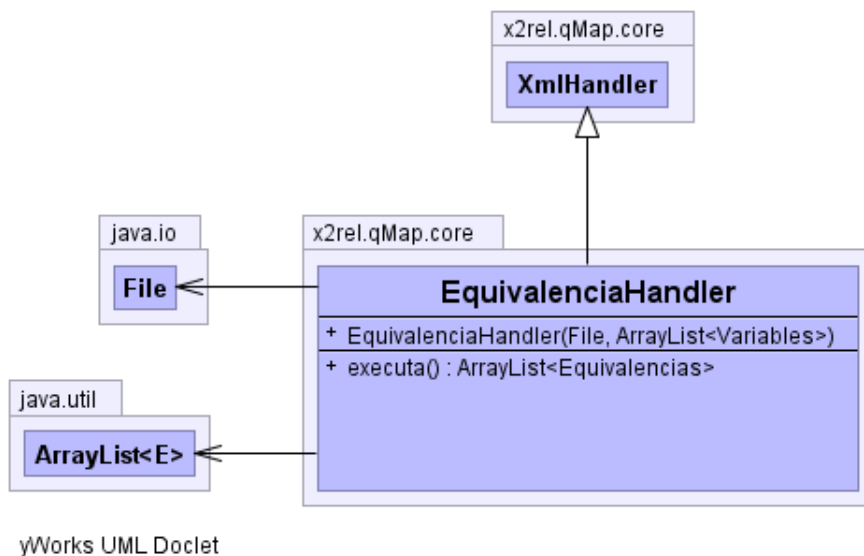 x2rel.qMap.core
XmlHandler
java.io
File
x2rel.qMap.core
EquivalenciaHandler
+ EquivalenciaHandler(File, ArrayList<Variables>)
+ executa() : ArrayList<Equivalencias>
java.util
ArrayList<E>
yWorks UML Doclet